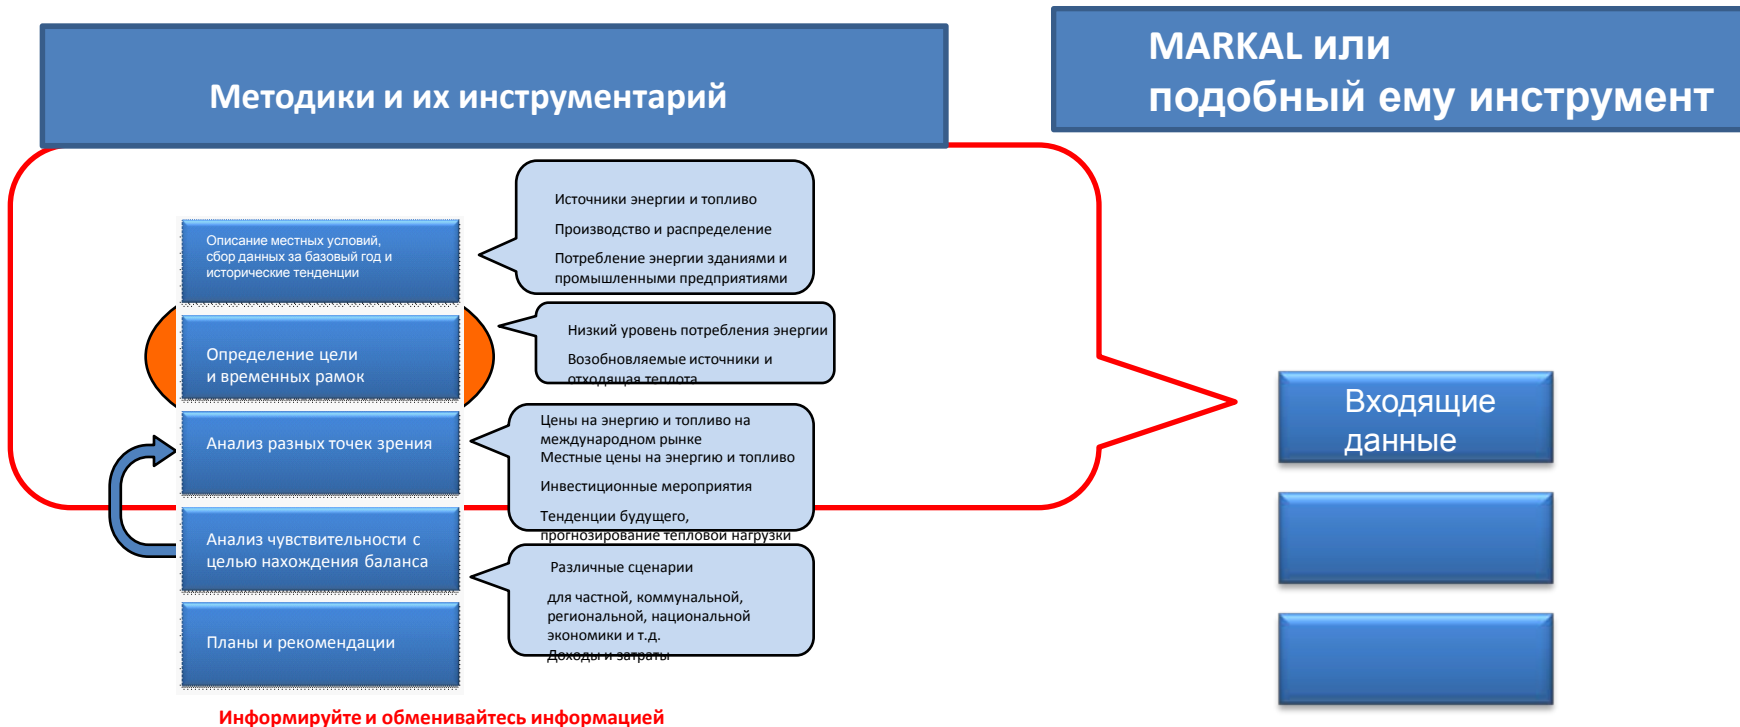 Методики и их инструментарий
MARKAL или
подобный ему инструмент
Описание местных условий,
сбор данных за базовый год и
исторические тенденции
Источники энергии и топливо
Производство и распределение
Потребление энергии зданиями и
промышленными предприятиями
Определение цели
и временных рамок
Низкий уровень потребления энергии
Возобновляемые источники и
отходящая теплота
Анализ разных точек зрения
Цены на энергию и топливо на
международном рынке
Местные цены на энергию и топливо
Инвестиционные мероприятия
Тенденции будущего,
прогнозирование тепловой нагрузки
Анализ чувствительности с
целью нахождения баланса
Различные сценарии
для частной, коммунальной,
региональной, национальной
экономики и т.д.
Доходы и затраты
Планы и рекомендации
Информируйте и обменивайтесь информацией
Входящие
данные